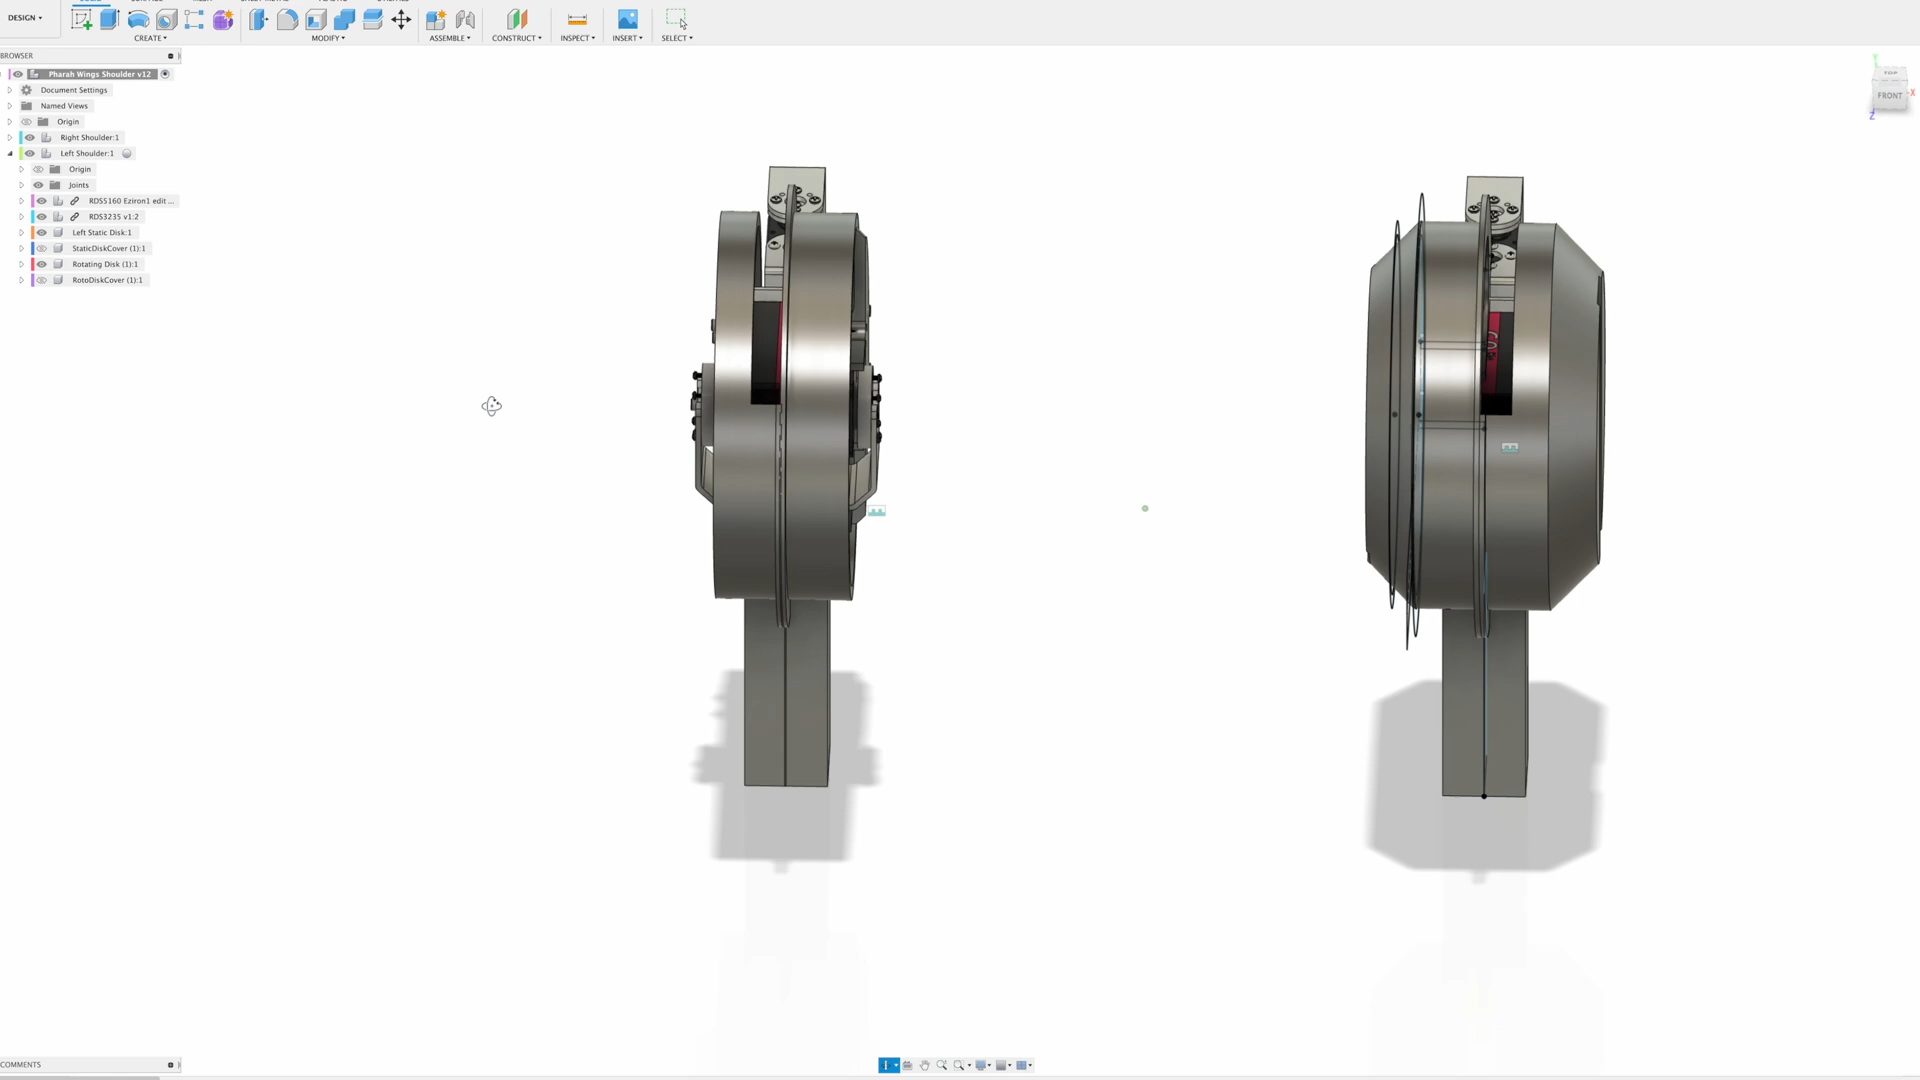 DESIGN
CREATE
MODIFY
ASSEMBLE
CONSTRUCT
INSPECT
INSERT
SELECT
BROWSER
Pharah Wings Shoulder v12
Document Settings
Named Views
Origin
Right Shoulder:1
Left Shoulder:1
Origin
Joints
RDS5160 Eziron1 edit ...
RDS3235 v1:2
Left Static Disk:1
StaticDiskCover (1):1
Rotating Disk (1):1
RotoDiskCover (1):1
TOP
FRONT
X
Z
COMMENTS